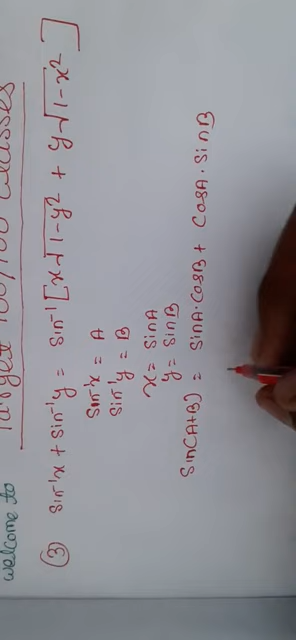 welcome to Target 100/100 classes
③ Sin⁻¹x + Sin⁻¹y = Sin⁻¹[x√1-y² + y√1-x²]
Sin⁻¹x = A
Sin⁻¹y = B
x = SinA
y = SinB
Sin(A+B) = SinA·CosB + CosA·SinB